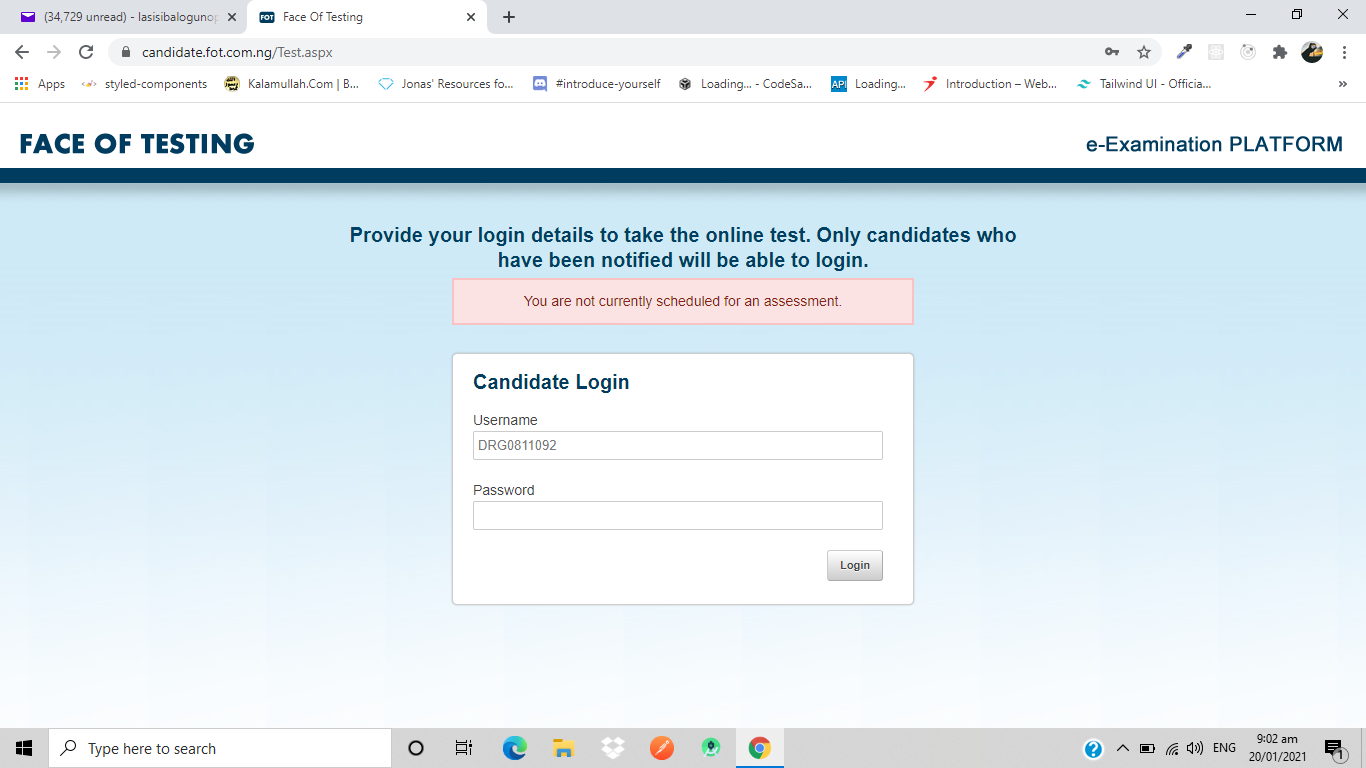 (34,729 unread) - lasisibalogunop
Face Of Testing
candidate.fot.com.ng/Test.aspx
Apps
styled-components
Kalamullah.Com | B...
Jonas' Resources fo...
#introduce-yourself
Loading... - CodeSa...
API
Loading...
Introduction – Web...
Tailwind UI - Officia...
»
FACE OF TESTING
e-Examination PLATFORM
Provide your login details to take the online test. Only candidates who
have been notified will be able to login.
You are not currently scheduled for an assessment.
Candidate Login
Username
DRG0811092
Password
Login
Type here to search
ENG
9:02 am
20/01/2021
1